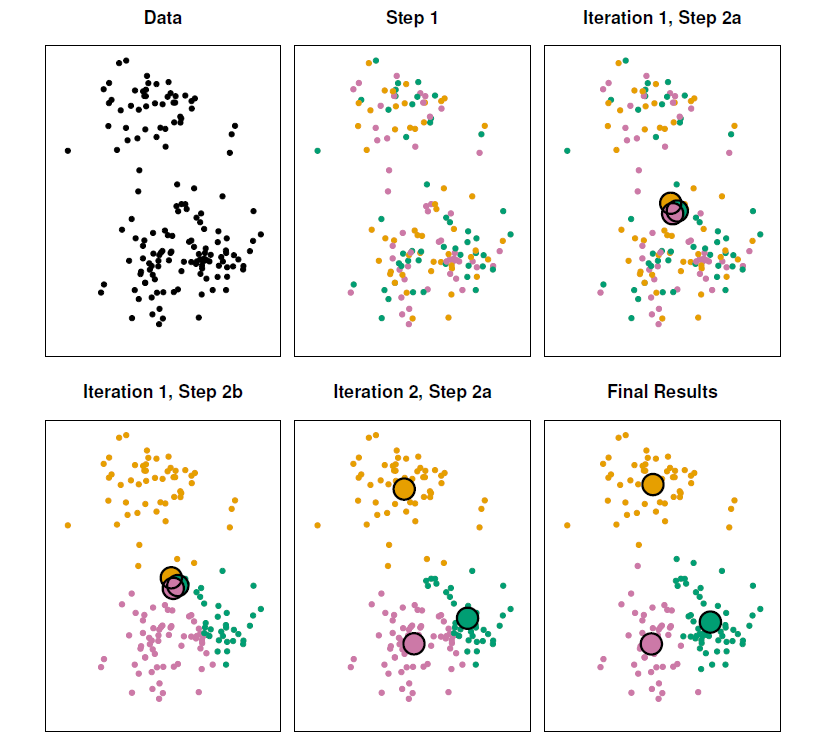 Data
Step 1
Iteration 1, Step 2a
Iteration 1, Step 2b
Iteration 2, Step 2a
Final Results